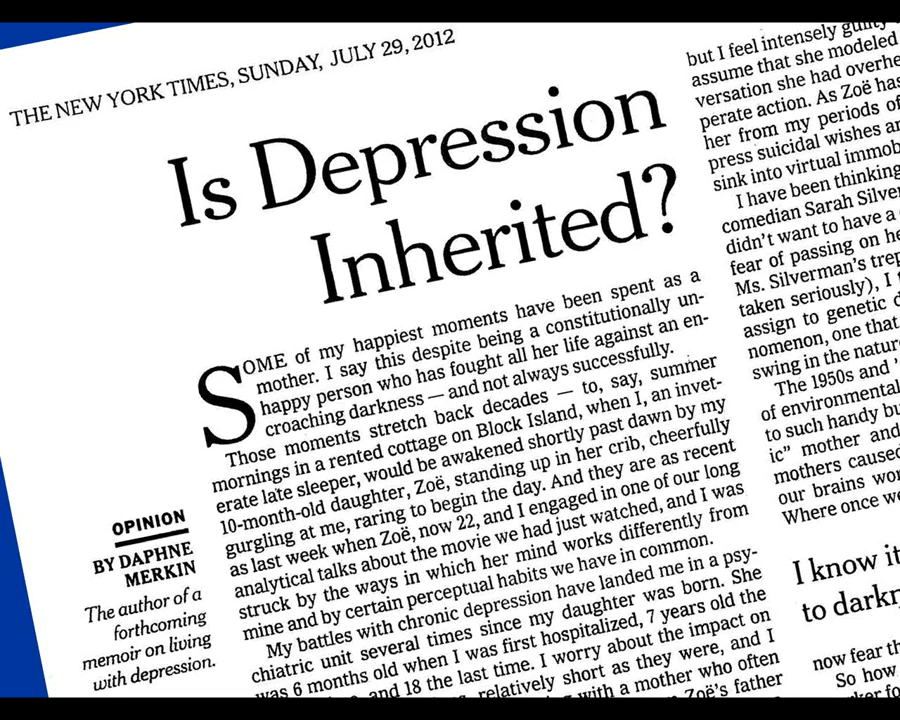 THE NEW YORK TIMES, SUNDAY, JULY 29, 2012
Is Depression
Inherited?
OPINION
BY DAPHNE
MERKIN
The author of a
forthcoming
memoir on living
with depression.
SOME of my happiest moments have been spent as a
mother. I say this despite being a constitutionally un-
happy person who has fought all her life against an en-
croaching darkness — and not always successfully.
Those moments stretch back decades — to, say, summer
mornings in a rented cottage on Block Island, when I, an invet-
erate late sleeper, would be awakened shortly past dawn by my
10-month-old daughter, Zoë, standing up in her crib, cheerfully
gurgling at me, raring to begin the day. And they are as recent
as last week when Zoë, now 22, and I engaged in one of our long
analytical talks about the movie we had just watched, and I was
struck by the ways in which her mind works differently from
mine and by certain perceptual habits we have in common.
My battles with chronic depression have landed me in a psy-
chiatric unit several times since my daughter was born. She
was 6 months old when I was first hospitalized, 7 years old the
and 18 the last time. I worry about the impact on
relatively short as they were, and I
with a mother who often
Zoë's father
but I feel intensely guilty
assume that she modeled
versation she had
perate action. As Zoë has
her from my periods of
press suicidal wishes
sink into virtual
I have been thinking
comedian Sarah
didn't want to have a
fear of passing on
Ms. Silverman's
taken seriously), I
assign to genetic
nomenon, one that
swing in the
The 1950s and
of environmental
to such handy
ic" mother and
mothers caused
our brains
Where once
I know it
to
now fear
So how